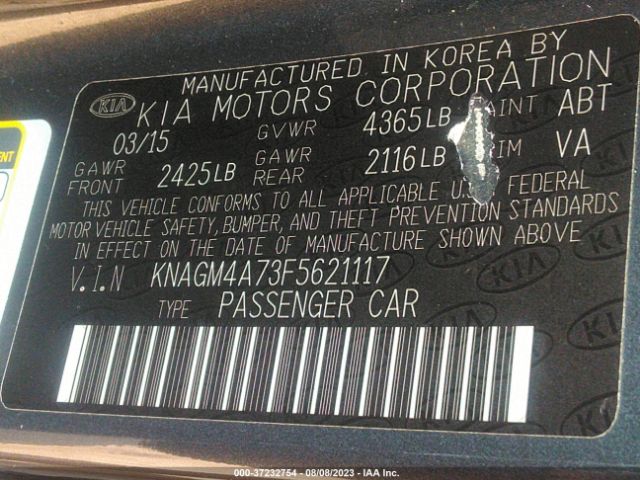 MANUFACTURED IN KOREA BY
KIA KIA MOTORS CORPORATION
03/15 GVWR 4365LB PAINT ABT
GAWR FRONT 2425LB GAWR REAR 2116LB TRIM VA
THIS VEHICLE CONFORMS TO ALL APPLICABLE U.S. FEDERAL
MOTOR VEHICLE SAFETY, BUMPER, AND THEFT PREVENTION STANDARDS
IN EFFECT ON THE DATE OF MANUFACTURE SHOWN ABOVE
V.I.N KNAGM4A73F5621117
TYPE PASSENGER CAR
000-37232754 - 08/08/2023 - IAA Inc.